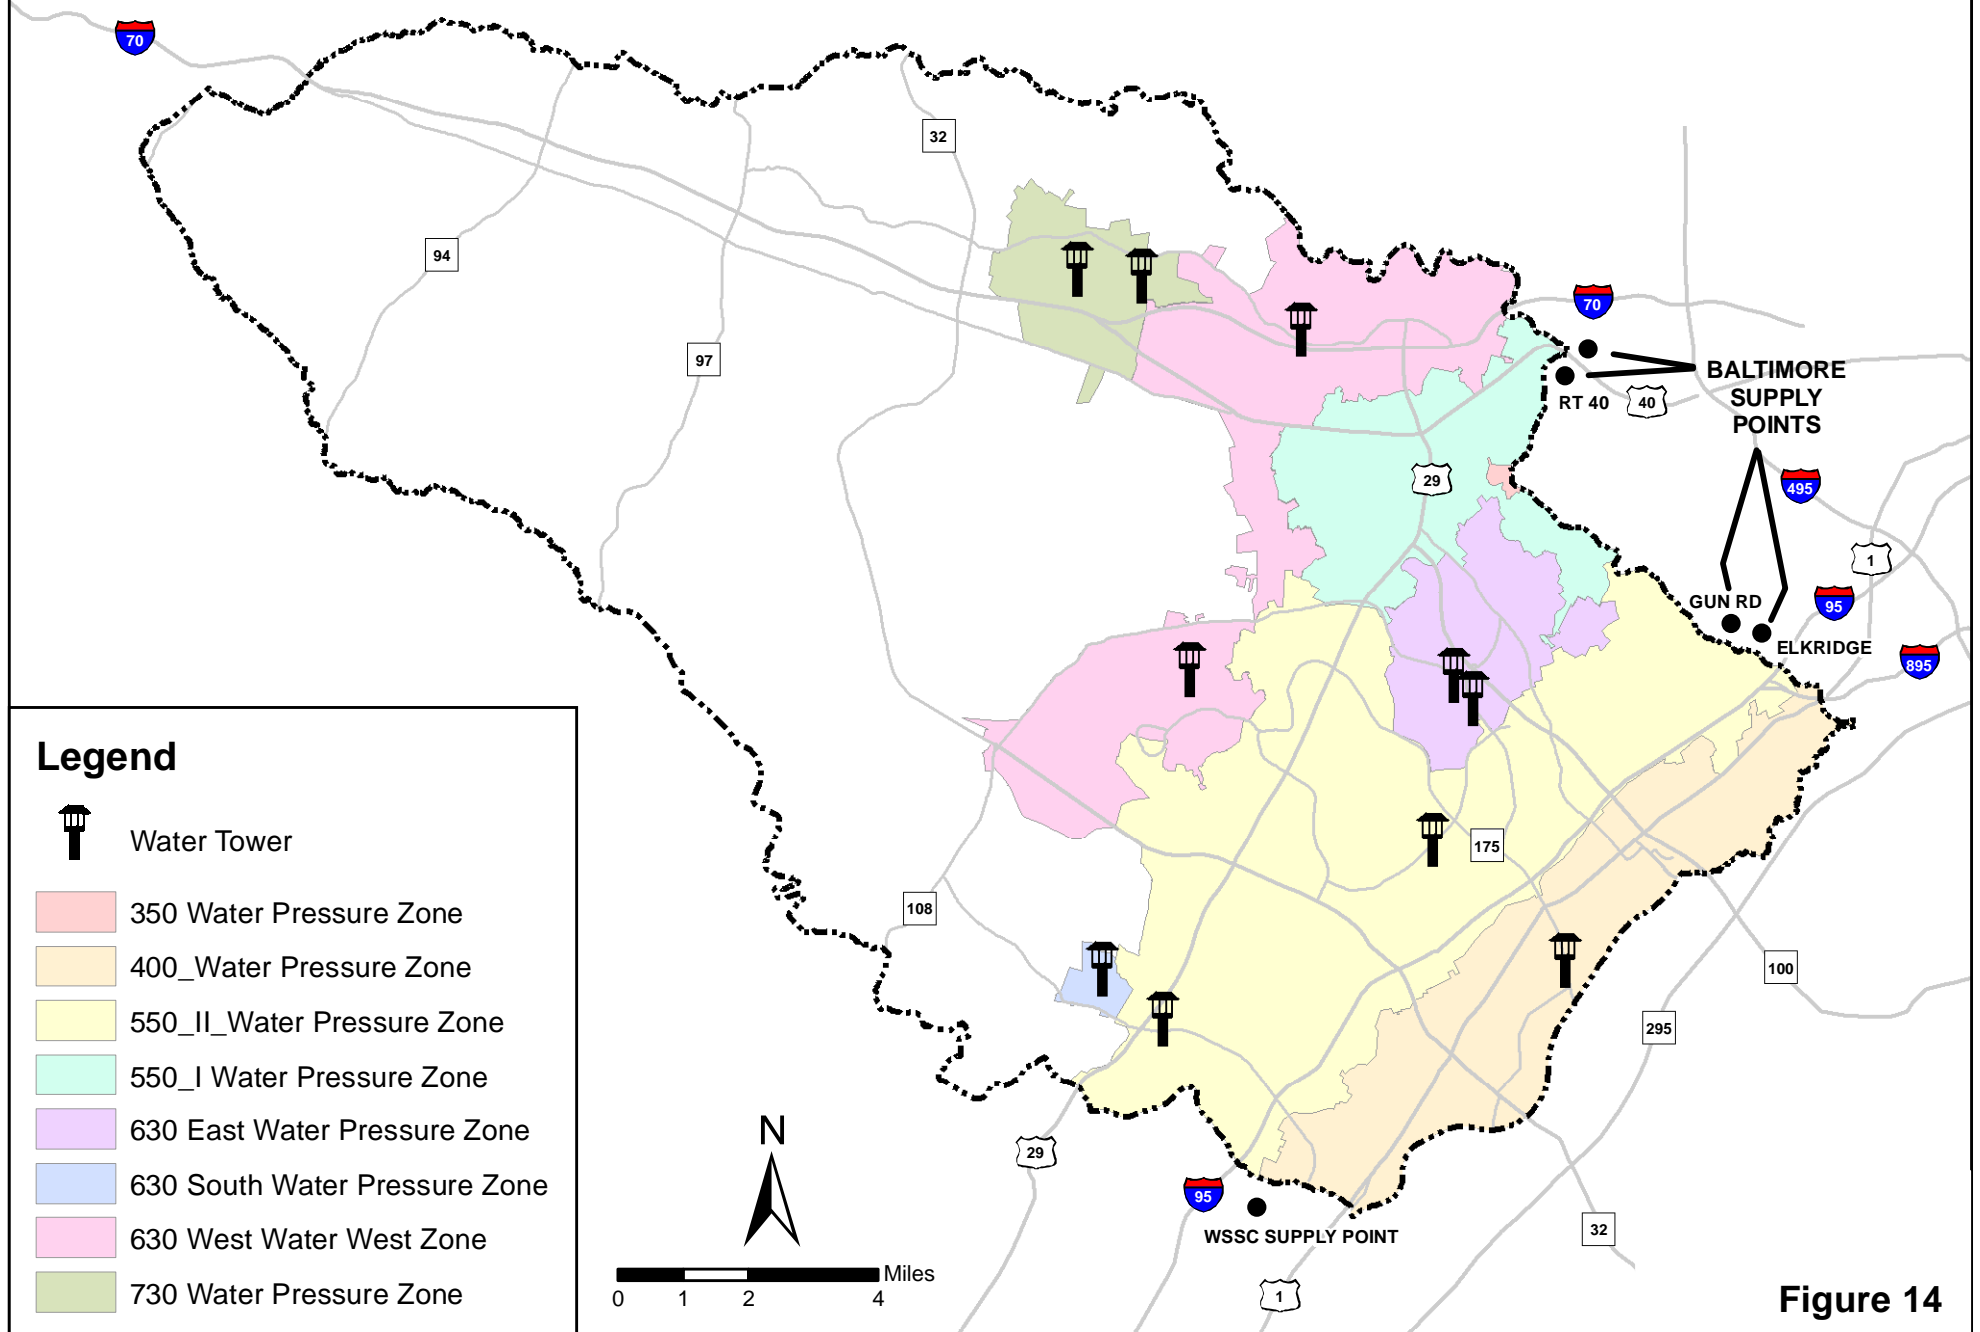 70
32
94
97
70
BALTIMORE
SUPPLY
POINTS
RT 40
40
29
495
1
GUN RD
95
ELKRIDGE
895
175
108
100
295
29
95
WSSC SUPPLY POINT
32
1
Legend
Water Tower
350 Water Pressure Zone
400_Water Pressure Zone
550_II_Water Pressure Zone
550_I Water Pressure Zone
630 East Water Pressure Zone
630 South Water Pressure Zone
630 West Water West Zone
730 Water Pressure Zone
N
Miles
0 1 2 4
Figure 14